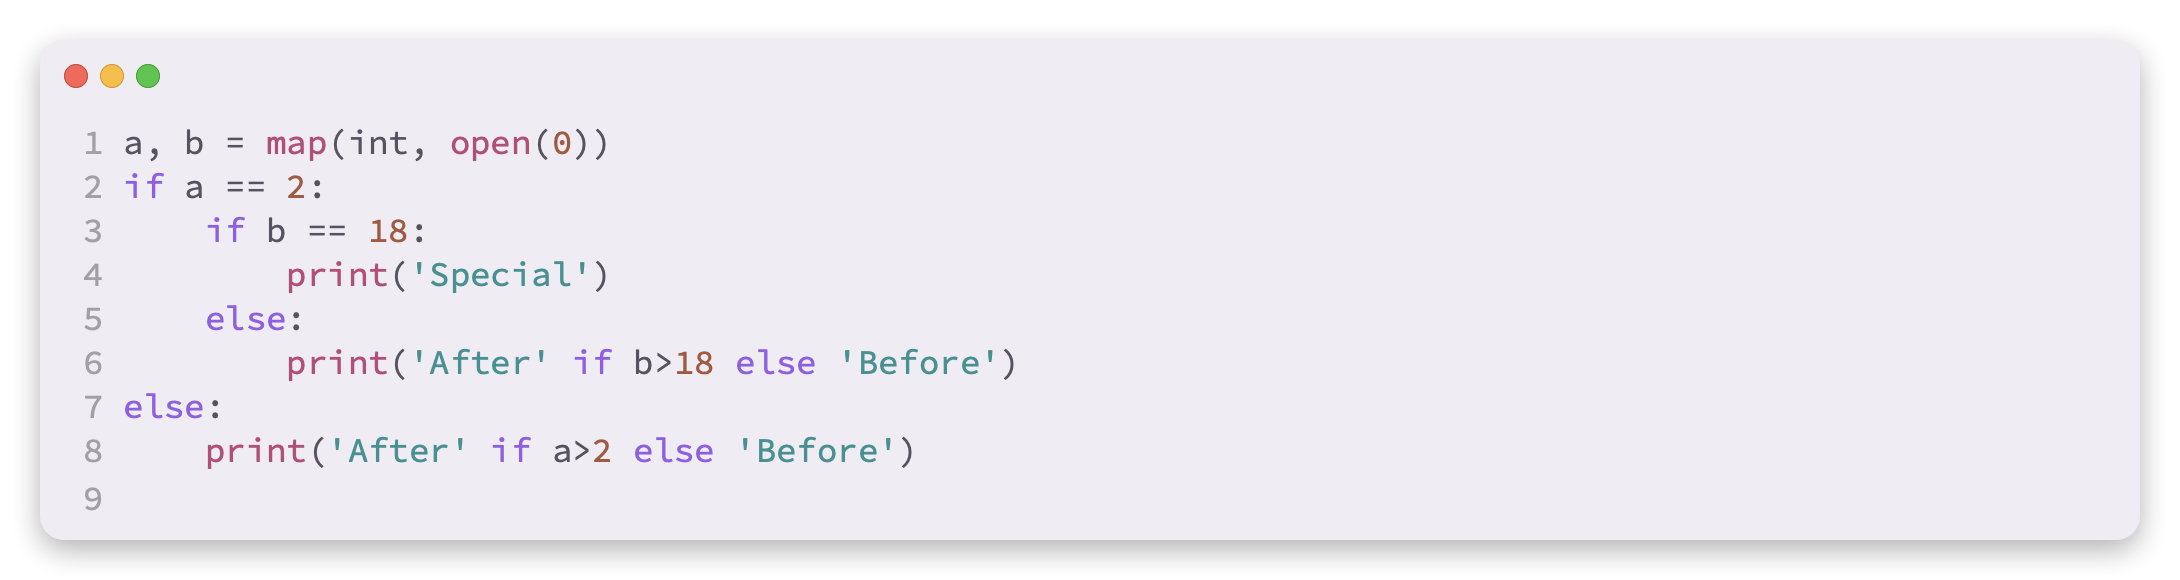 1 a, b = map(int, open(0))
2 if a == 2:
3     if b == 18:
4         print('Special')
5     else:
6         print('After' if b>18 else 'Before')
7 else:
8     print('After' if a>2 else 'Before')
9